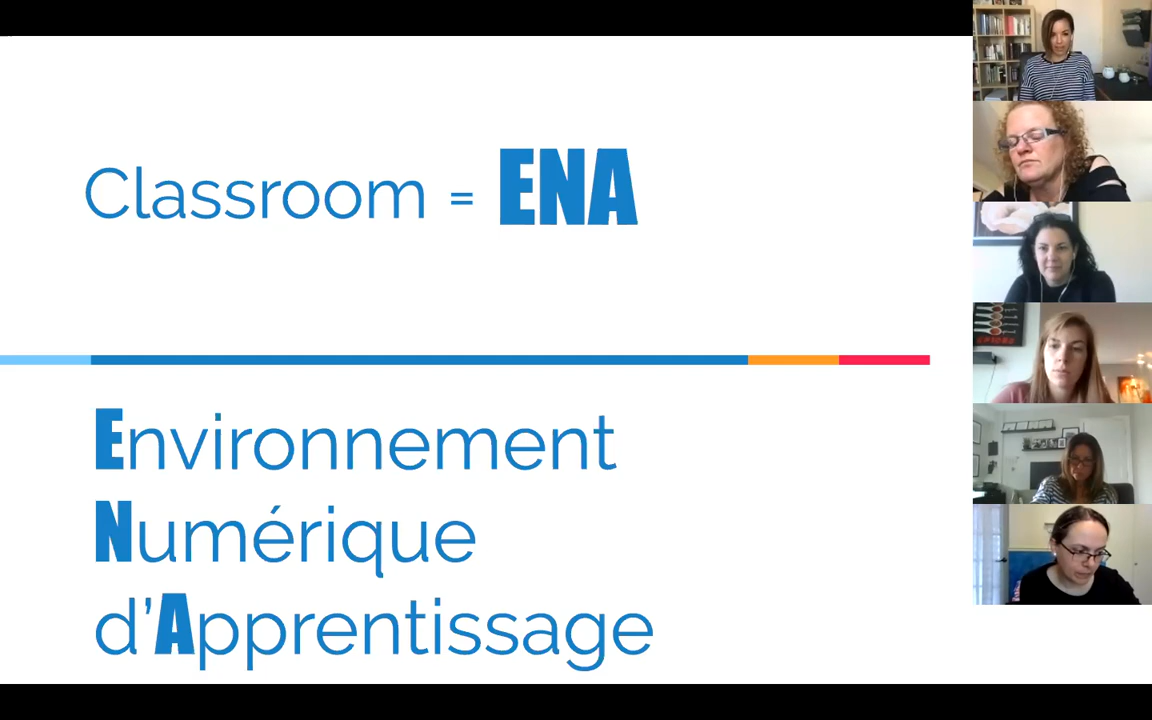 Classroom = ENA
Environnement
Numérique
d'Apprentissage